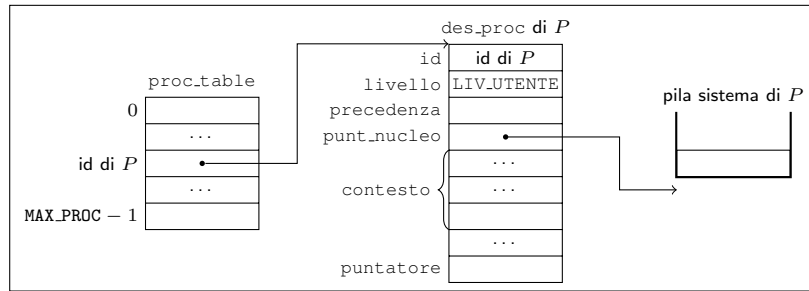 des_proc di P
id id di P
proc_table livello LIV_UTENTE
0 precedenza pila sistema di P
... punt_nucleo
id di P ...
... contesto ...
MAX_PROC − 1
...
puntatore